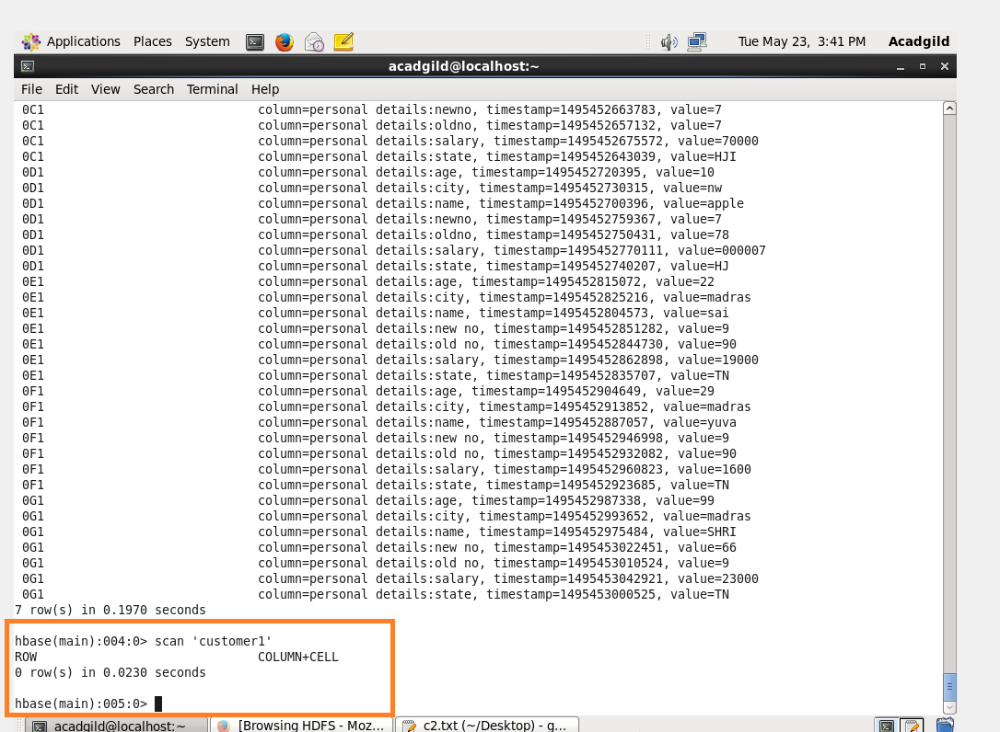 Applications Places System Tue May 23, 3:41 PM Acadgild
acadgild@localhost:~
File Edit View Search Terminal Help
0C1 column=personal details:newno, timestamp=1495452663783, value=7
0C1 column=personal details:oldno, timestamp=1495452657132, value=7
0C1 column=personal details:salary, timestamp=1495452675572, value=70000
0C1 column=personal details:state, timestamp=1495452643039, value=HJI
0D1 column=personal details:age, timestamp=1495452720395, value=10
0D1 column=personal details:city, timestamp=1495452730315, value=nw
0D1 column=personal details:name, timestamp=1495452700396, value=apple
0D1 column=personal details:newno, timestamp=1495452759367, value=7
0D1 column=personal details:oldno, timestamp=1495452750431, value=78
0D1 column=personal details:salary, timestamp=1495452770111, value=000007
0D1 column=personal details:state, timestamp=1495452740207, value=HJ
0E1 column=personal details:age, timestamp=1495452815072, value=22
0E1 column=personal details:city, timestamp=1495452825216, value=madras
0E1 column=personal details:name, timestamp=1495452804573, value=sai
0E1 column=personal details:new no, timestamp=1495452851282, value=9
0E1 column=personal details:old no, timestamp=1495452844730, value=90
0E1 column=personal details:salary, timestamp=1495452862898, value=19000
0E1 column=personal details:state, timestamp=1495452835707, value=TN
0F1 column=personal details:age, timestamp=1495452904649, value=29
0F1 column=personal details:city, timestamp=1495452913852, value=madras
0F1 column=personal details:name, timestamp=1495452887057, value=yuva
0F1 column=personal details:new no, timestamp=1495452946998, value=9
0F1 column=personal details:old no, timestamp=1495452932082, value=90
0F1 column=personal details:salary, timestamp=1495452960823, value=1600
0F1 column=personal details:state, timestamp=1495452923685, value=TN
0G1 column=personal details:age, timestamp=1495452987338, value=99
0G1 column=personal details:city, timestamp=1495452993652, value=madras
0G1 column=personal details:name, timestamp=1495452975484, value=SHRI
0G1 column=personal details:new no, timestamp=1495453022451, value=66
0G1 column=personal details:old no, timestamp=1495453010524, value=9
0G1 column=personal details:salary, timestamp=1495453042921, value=23000
0G1 column=personal details:state, timestamp=1495453000525, value=TN
7 row(s) in 0.1970 seconds
hbase(main):004:0> scan 'customer1'
ROW COLUMN+CELL
0 row(s) in 0.0230 seconds
hbase(main):005:0>
acadgild@localhost:~ [Browsing HDFS - Moz... c2.txt (~/Desktop) - g...